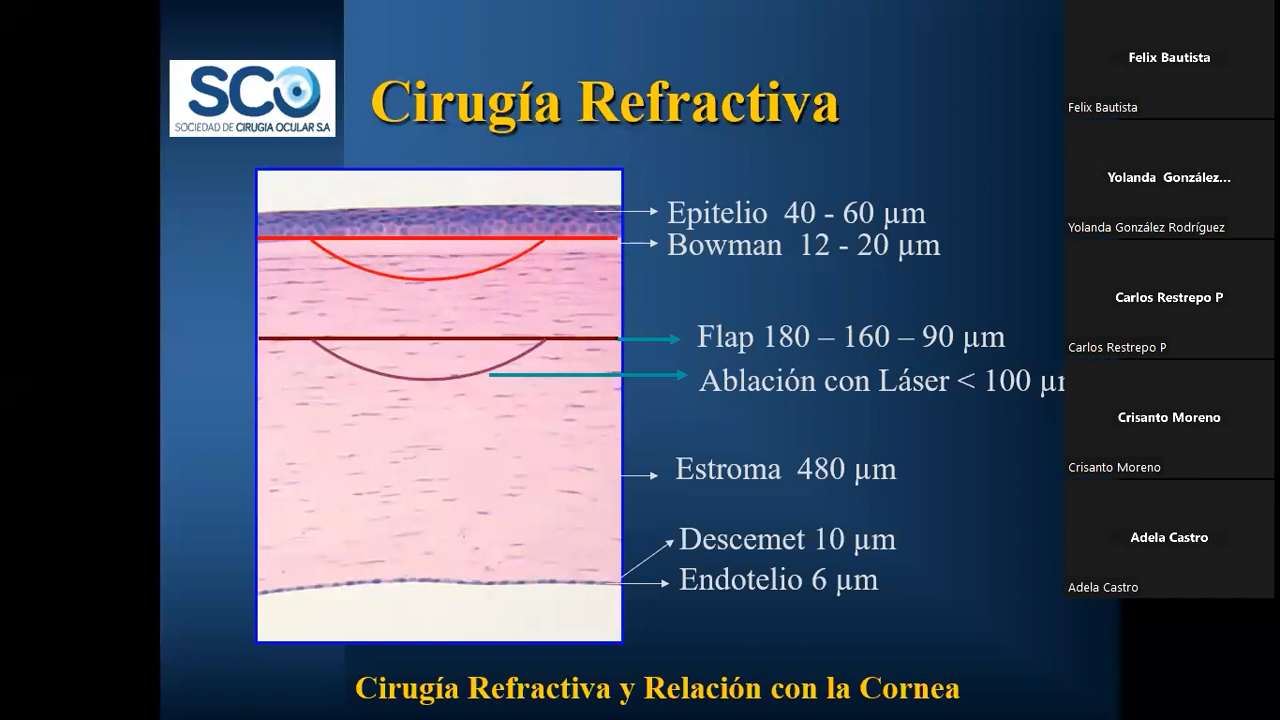 SCO
SOCIEDAD DE CIRUGIA OCULAR S.A
Cirugía Refractiva
Epitelio 40 - 60 µm
Bowman 12 - 20 µm
Flap 180 – 160 – 90 µm
Ablación con Láser < 100 µm
Estroma 480 µm
Descemet 10 µm
Endotelio 6 µm
Cirugía Refractiva y Relación con la Cornea
Felix Bautista
Felix Bautista
Yolanda González...
Yolanda González Rodríguez
Carlos Restrepo P
Carlos Restrepo P
Crisanto Moreno
Crisanto Moreno
Adela Castro
Adela Castro